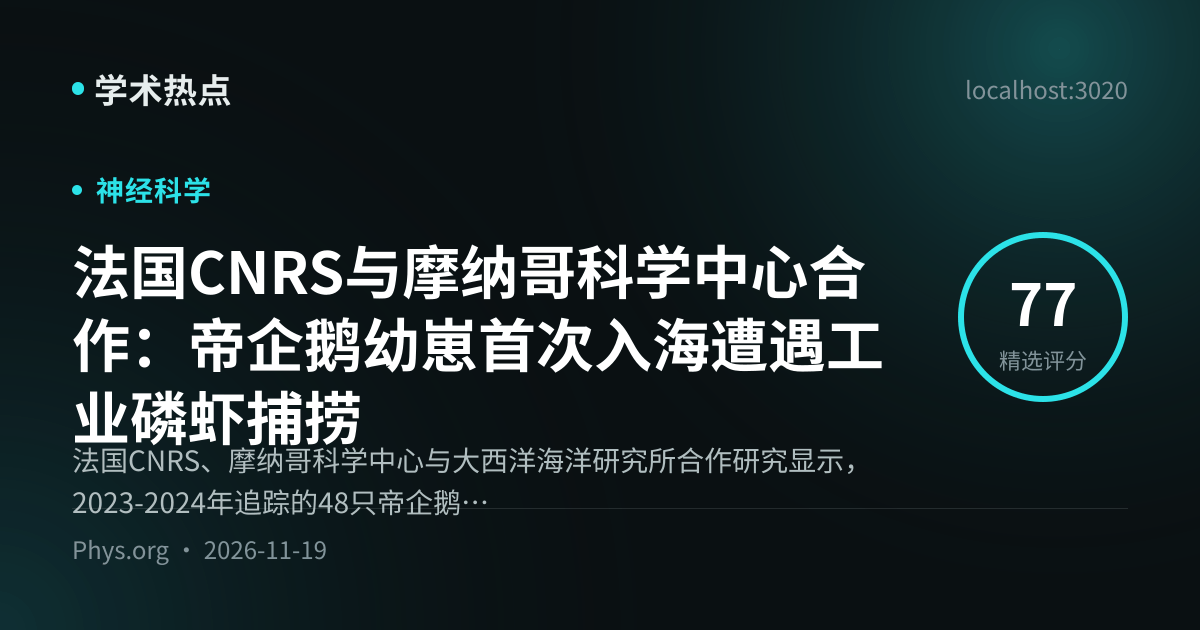 学术热点
localhost:3020
神经科学
法国CNRS与摩纳哥科学中心合
作：帝企鹅幼崽首次入海遭遇工
业磷虾捕捞
77
精选评分
法国CNRS、摩纳哥科学中心与大西洋海洋研究所合作研究显示，
2023-2024年追踪的48只帝企鹅…
Phys.org · 2026-11-19